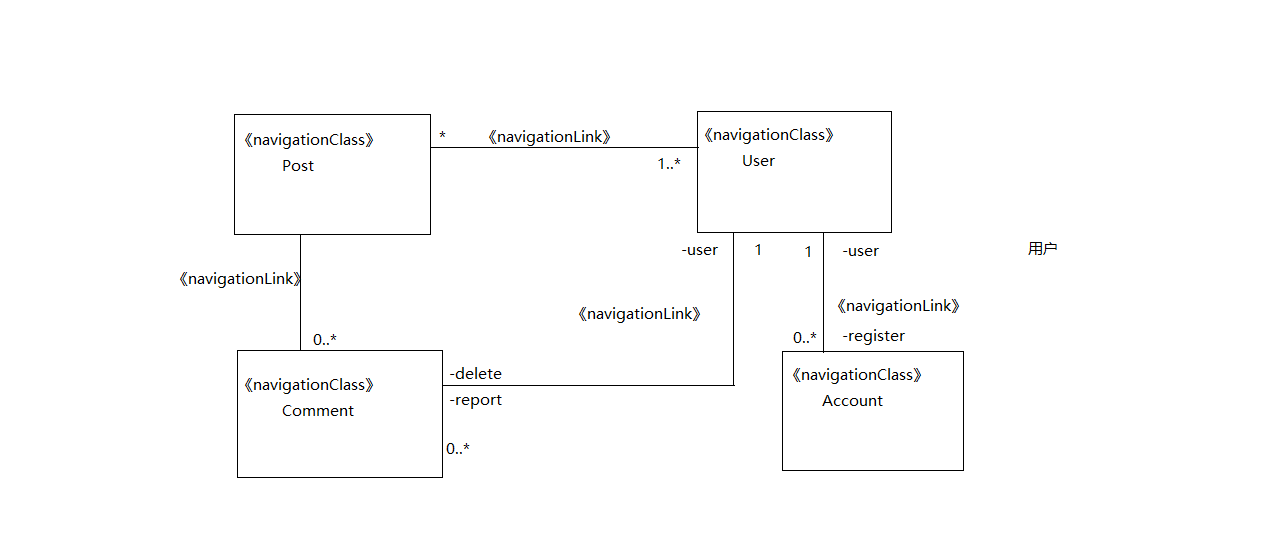 《navigationClass》
Post
*
《navigationLink》
1..*
《navigationClass》
User
《navigationLink》
0..*
-user
1
1
-user
用户
《navigationLink》
《navigationLink》
0..*
-register
《navigationClass》
Comment
-delete
-report
0..*
《navigationClass》
Account